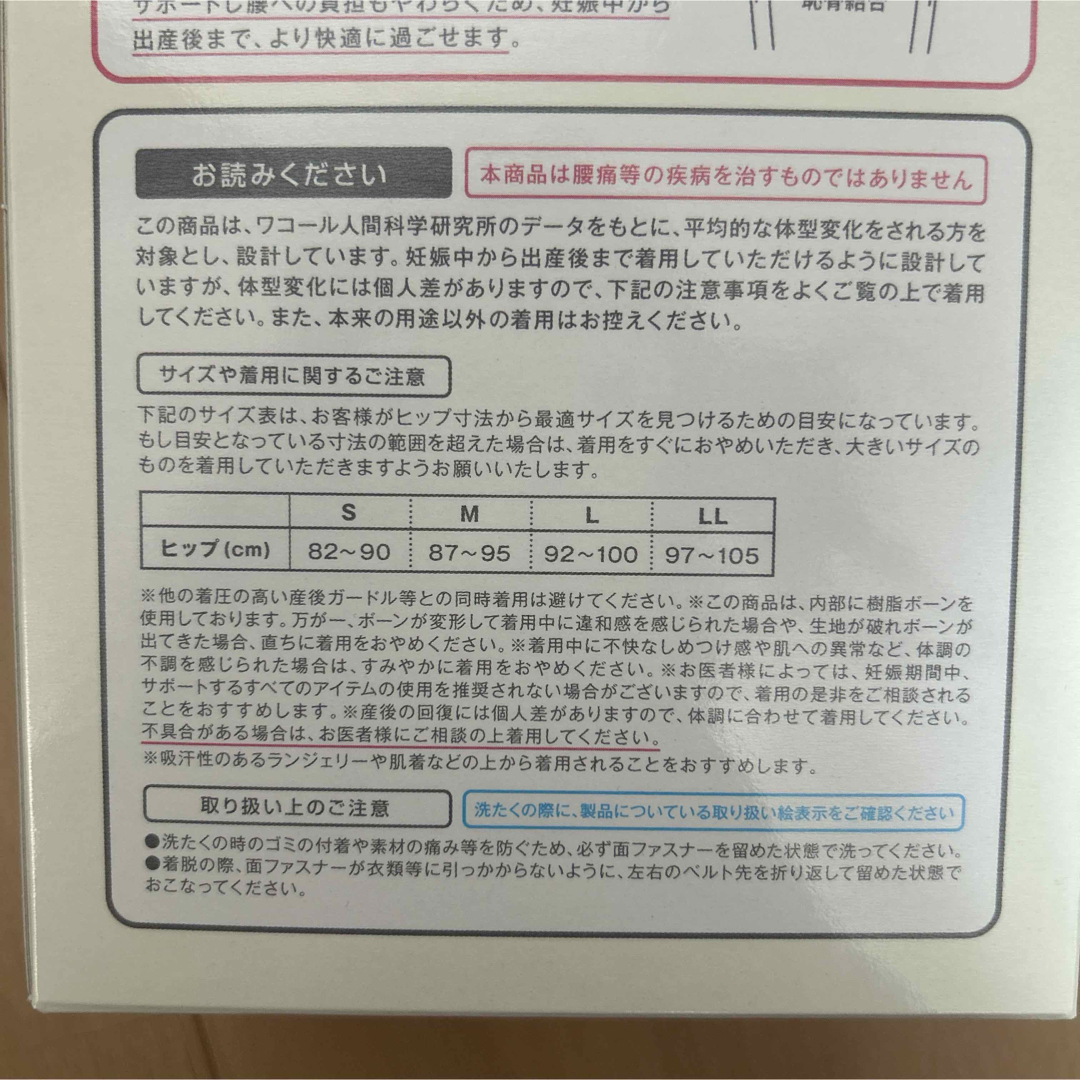 サポートし腰への負担もやわらくため、妊娠中から
出産後まで、より快適に過ごせます。
恥骨結合
お読みください
本商品は腰痛等の疾病を治すものではありません
この商品は、ワコール人間科学研究所のデータをもとに、平均的な体型変化をされる方を
対象とし、設計しています。妊娠中から出産後まで着用していただけるように設計して
いますが、体型変化には個人差がありますので、下記の注意事項をよくご覧の上で着用
してください。また、本来の用途以外の着用はお控えください。
サイズや着用に関するご注意
下記のサイズ表は、お客様がヒップ寸法から最適サイズを見つけるための目安になっています。
もし目安となっている寸法の範囲を超えた場合は、着用をすぐにおやめいただき、大きいサイズの
ものを着用していただきますようお願いいたします。
S M L LL
ヒップ(cm) 82〜90 87〜95 92〜100 97〜105
※他の着圧の高い産後ガードル等との同時着用は避けてください。※この商品は、内部に樹脂ボーンを
使用しております。万が一、ボーンが変形して着用中に違和感を感じられた場合や、生地が破れボーンが
出てきた場合、直ちに着用をおやめください。※着用中に不快なしめつけ感や肌への異常など、体調の
不調を感じられた場合は、すみやかに着用をおやめください。※お医者様によっては、妊娠期間中、
サポートするすべてのアイテムの使用を推奨されない場合がございますので、着用の是非をご相談される
ことをおすすめします。※産後の回復には個人差がありますので、体調に合わせて着用してください。
不具合がある場合は、お医者様にご相談の上着用してください。
※吸汗性のあるランジェリーや肌着などの上から着用されることをおすすめします。
取り扱い上のご注意
洗たくの際に、製品についている取り扱い絵表示をご確認ください
●洗たくの時のゴミの付着や素材の痛み等を防ぐため、必ず面ファスナーを留めた状態で洗ってください。
●着脱の際、面ファスナーが衣類等に引っかからないように、左右のベルト先を折り返して留めた状態で
おこなってください。